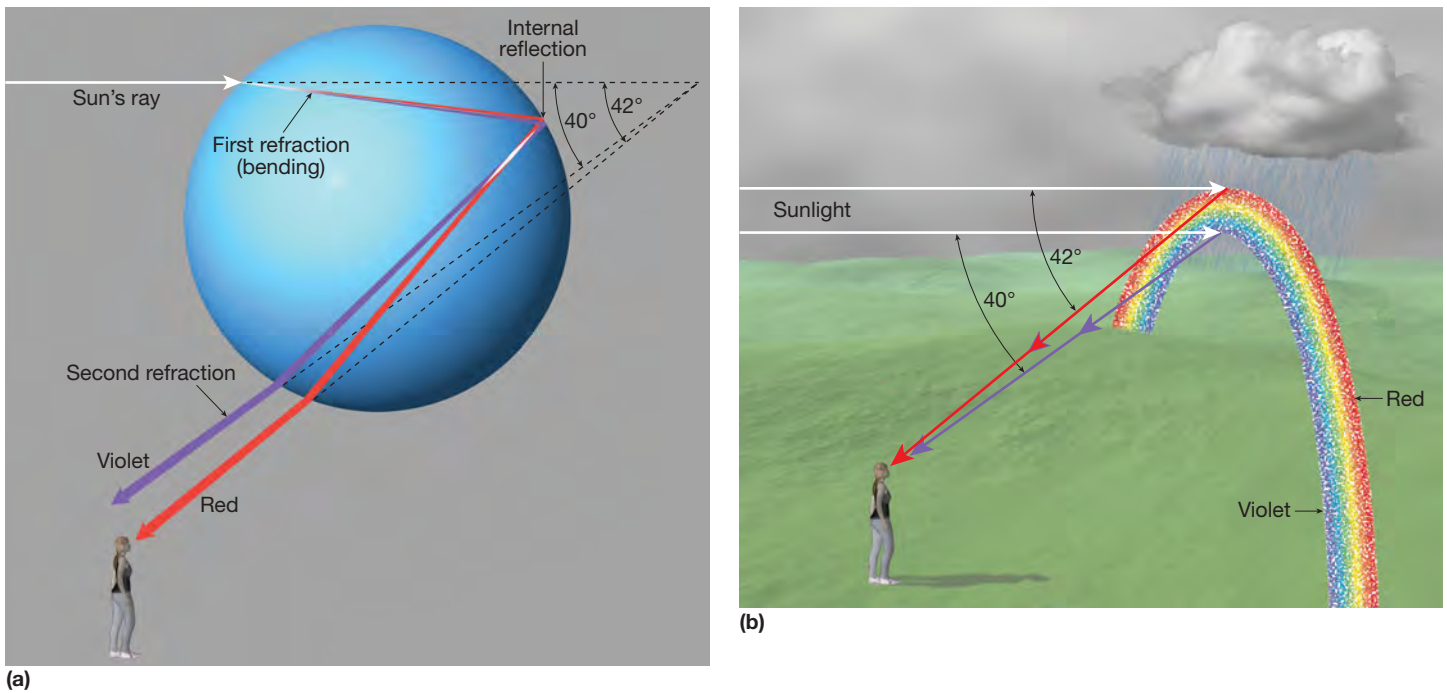 Internal
reflection
Sun's ray
First refraction
(bending)
40°
42°
Second refraction
Violet
Red
(a)
Sunlight
42°
40°
Red
Violet
(b)